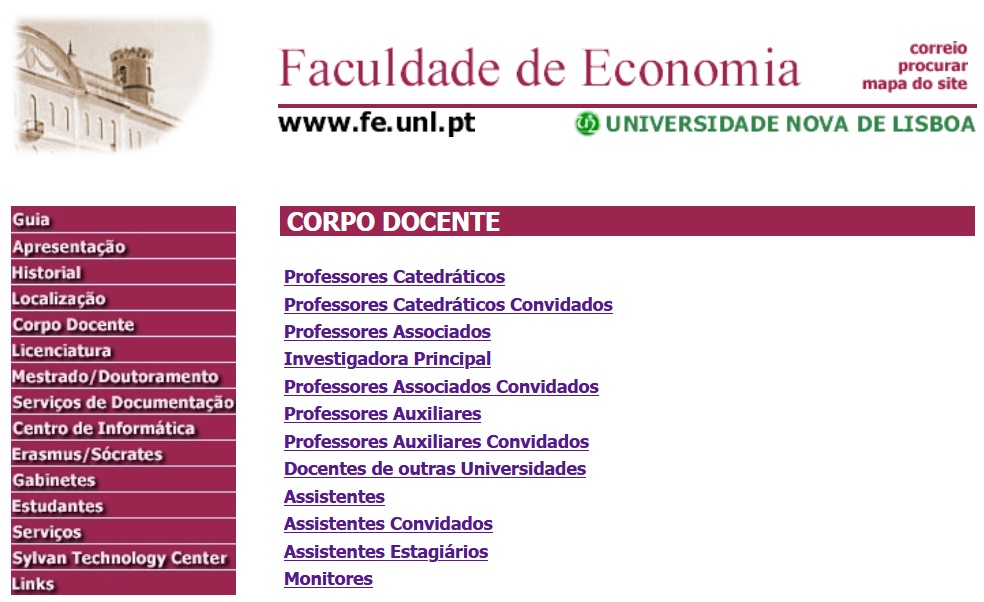 Faculdade de Economia
correio
procurar
mapa do site
www.fe.unl.pt
UNIVERSIDADE NOVA DE LISBOA
Guia
Apresentação
Historial
Localização
Corpo Docente
Licenciatura
Mestrado/Doutoramento
Serviços de Documentação
Centro de Informática
Erasmus/Sócrates
Gabinetes
Estudantes
Serviços
Sylvan Technology Center
Links
CORPO DOCENTE
Professores Catedráticos
Professores Catedráticos Convidados
Professores Associados
Investigadora Principal
Professores Associados Convidados
Professores Auxiliares
Professores Auxiliares Convidados
Docentes de outras Universidades
Assistentes
Assistentes Convidados
Assistentes Estagiários
Monitores